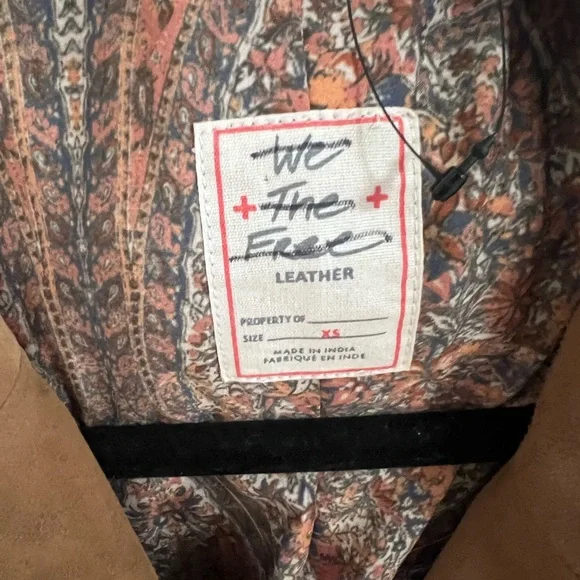 We
+ The +
Free
LEATHER
PROPERTY OF
SIZE XS
MADE IN INDIA
FABRIQUÉ EN INDE